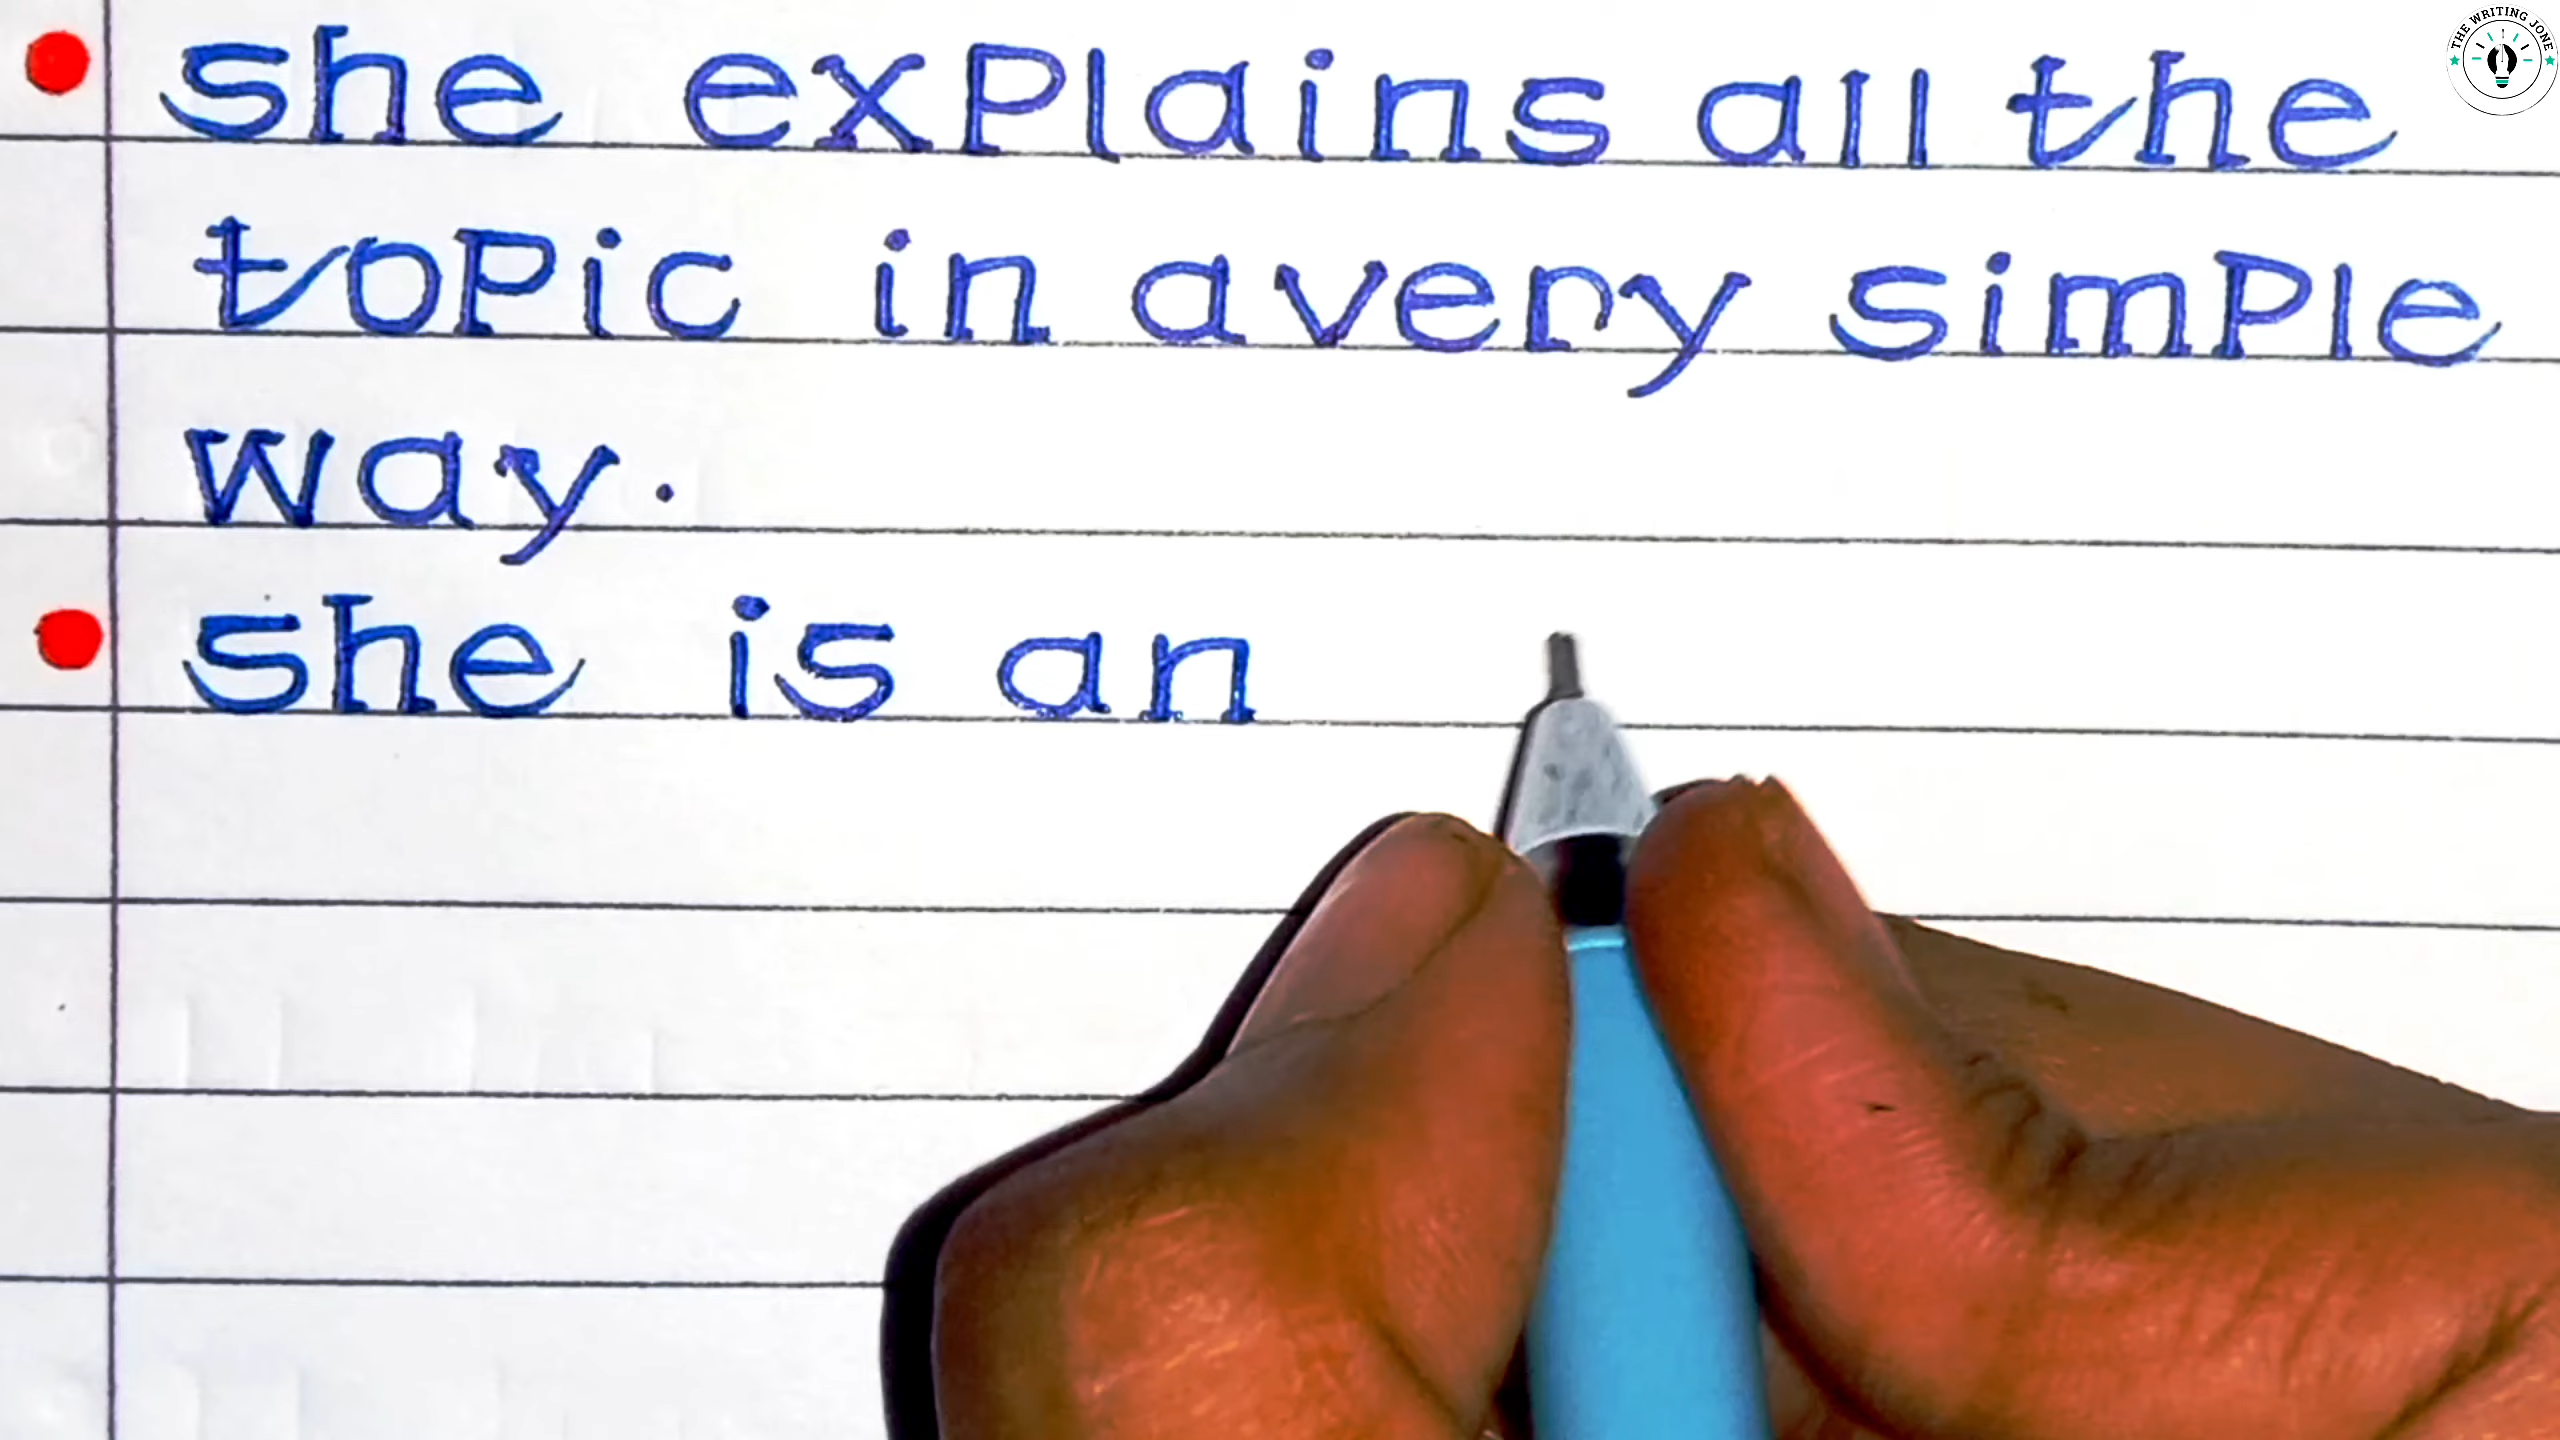 she explains all the
topic in avery simple
way.
she is an
THE WRITING JONE